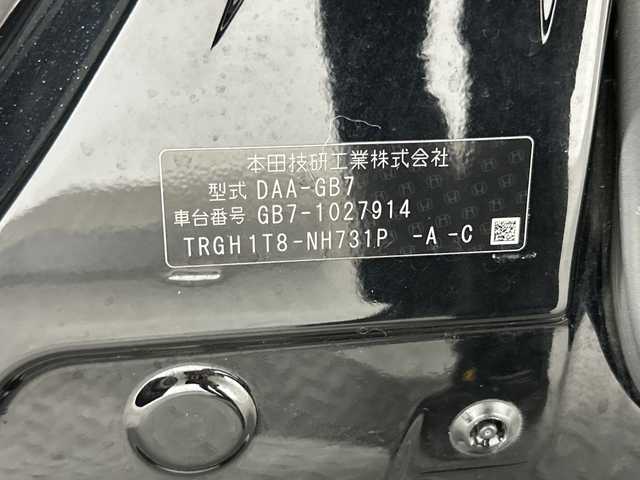 本田技研工業株式会社
型式 DAA-GB7
車台番号 GB7-1027914
TRGH1T8-NH731P -A -C